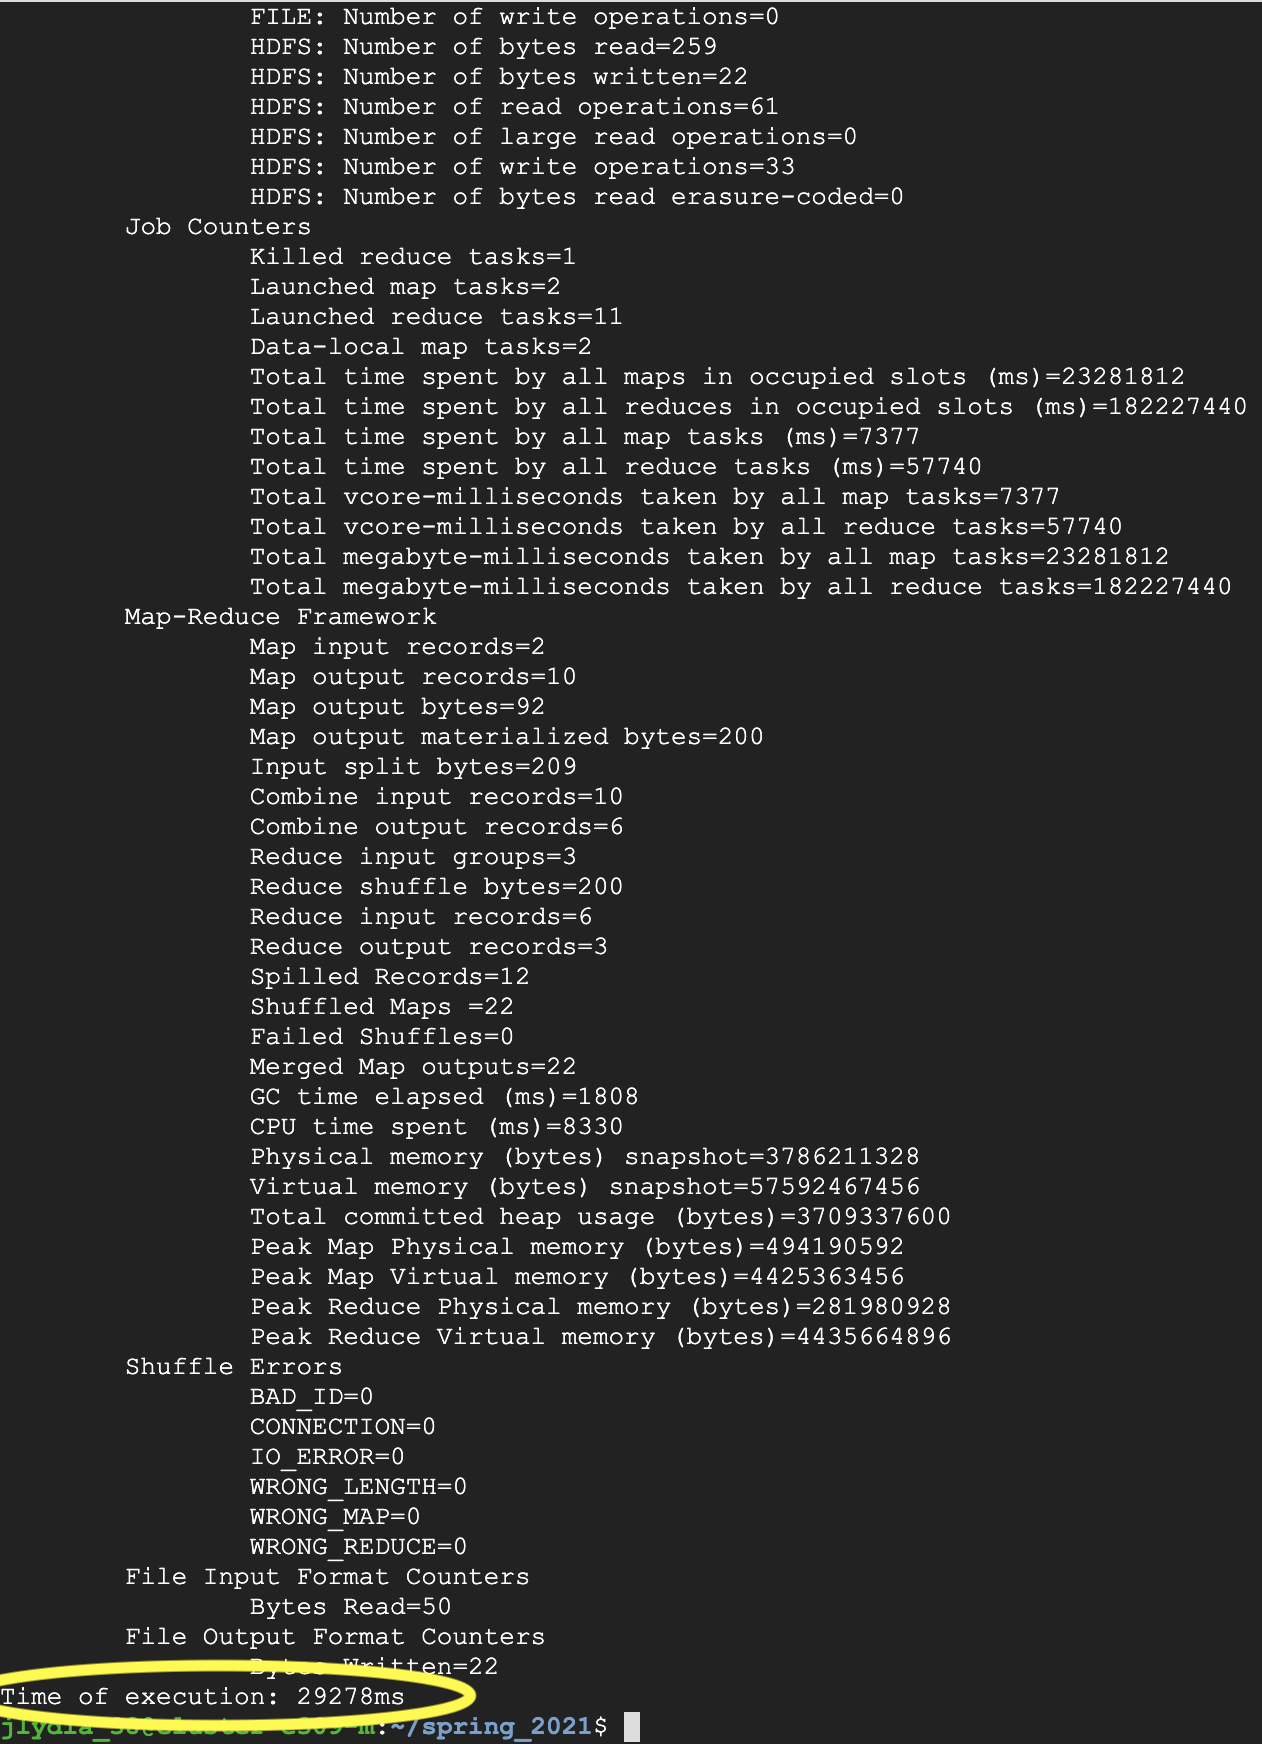 FILE: Number of write operations=0
HDFS: Number of bytes read=259
HDFS: Number of bytes written=22
HDFS: Number of read operations=61
HDFS: Number of large read operations=0
HDFS: Number of write operations=33
HDFS: Number of bytes read erasure-coded=0
Job Counters
Killed reduce tasks=1
Launched map tasks=2
Launched reduce tasks=11
Data-local map tasks=2
Total time spent by all maps in occupied slots (ms)=23281812
Total time spent by all reduces in occupied slots (ms)=182227440
Total time spent by all map tasks (ms)=7377
Total time spent by all reduce tasks (ms)=57740
Total vcore-milliseconds taken by all map tasks=7377
Total vcore-milliseconds taken by all reduce tasks=57740
Total megabyte-milliseconds taken by all map tasks=23281812
Total megabyte-milliseconds taken by all reduce tasks=182227440
Map-Reduce Framework
Map input records=2
Map output records=10
Map output bytes=92
Map output materialized bytes=200
Input split bytes=209
Combine input records=10
Combine output records=6
Reduce input groups=3
Reduce shuffle bytes=200
Reduce input records=6
Reduce output records=3
Spilled Records=12
Shuffled Maps =22
Failed Shuffles=0
Merged Map outputs=22
GC time elapsed (ms)=1808
CPU time spent (ms)=8330
Physical memory (bytes) snapshot=3786211328
Virtual memory (bytes) snapshot=57592467456
Total committed heap usage (bytes)=3709337600
Peak Map Physical memory (bytes)=494190592
Peak Map Virtual memory (bytes)=4425363456
Peak Reduce Physical memory (bytes)=281980928
Peak Reduce Virtual memory (bytes)=4435664896
Shuffle Errors
BAD_ID=0
CONNECTION=0
IO_ERROR=0
WRONG_LENGTH=0
WRONG_MAP=0
WRONG_REDUCE=0
File Input Format Counters
Bytes Read=50
File Output Format Counters
Bytes Written=22
Time of execution: 29278ms
:~/spring_2021$